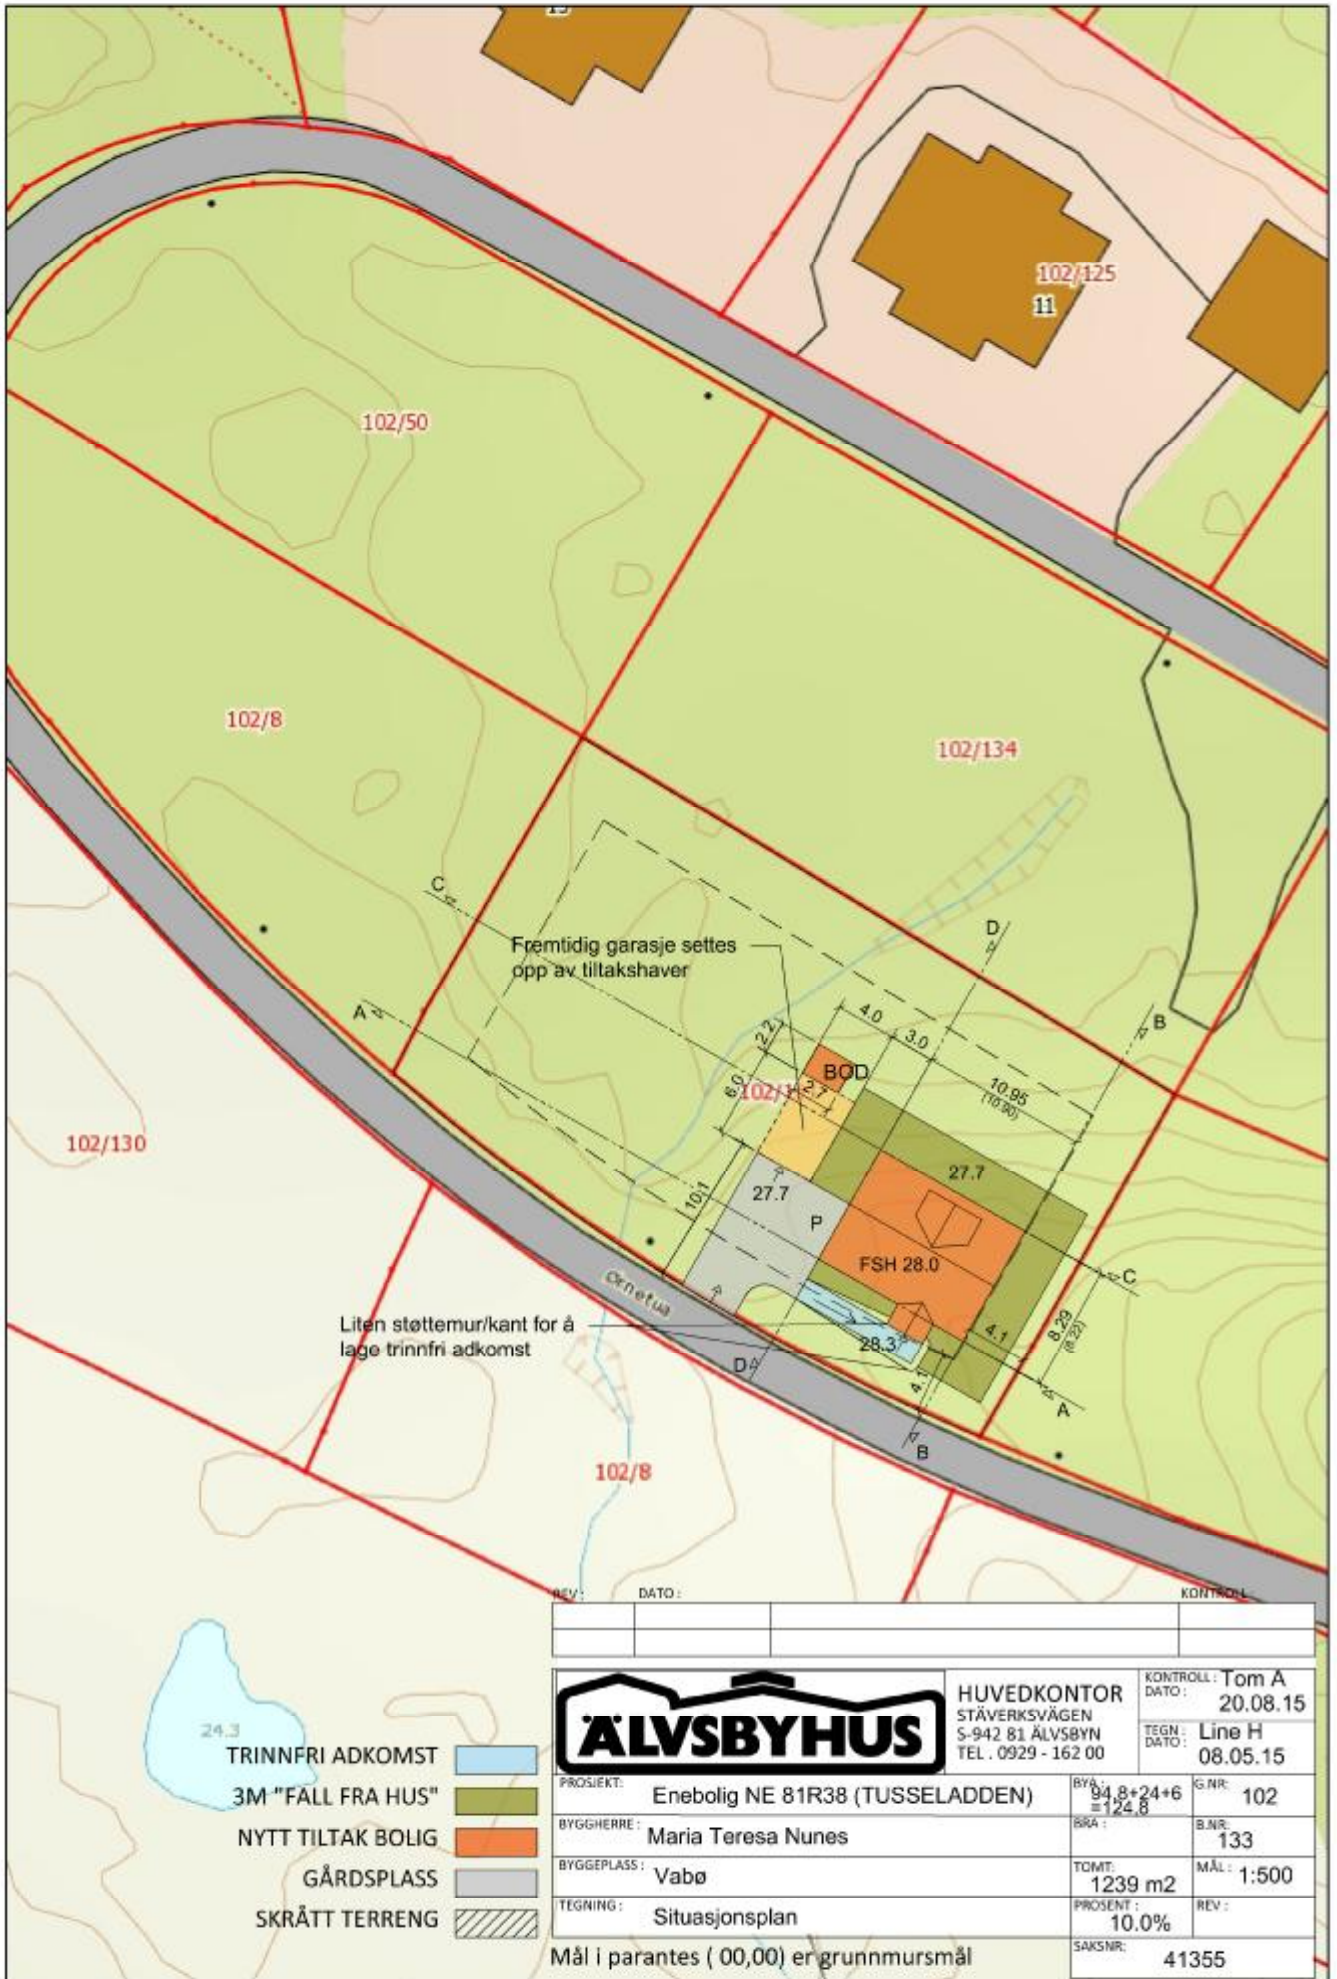 13
102/125
11
102/50
102/8
102/134
C
D
Fremtidig garasje settes
opp av tiltakshaver
A
B
4.0
2.2
3.0
BOD
6.0
2.7
10.95
(10.90)
102/130
27.7
10.1
27.7
P
FSH 28.0
C
Ørnetua
Liten støttemur/kant for å
lage trinnfri adkomst
28.3
4.1
8.29
(8.22)
D
4.1
A
B
102/8
REV :
DATO :
KONTROLL :
24.3
TRINNFRI ADKOMST
3M "FALL FRA HUS"
NYTT TILTAK BOLIG
GÅRDSPLASS
SKRÅTT TERRENG
ÄLVSBYHUS
HUVEDKONTOR
STÄVERKSVÄGEN
S-942 81 ÄLVSBYN
TEL . 0929 - 162 00
KONTROLL : Tom A
DATO : 20.08.15
TEGN : Line H
DATO : 08.05.15
PROSJEKT: Enebolig NE 81R38 (TUSSELADDEN)
BYA : 94,8+24+6
=124,8
G.NR: 102
BYGGHERRE : Maria Teresa Nunes
BRA :
B.NR: 133
BYGGEPLASS : Vabø
TOMT: 1239 m2
MÅL : 1:500
TEGNING : Situasjonsplan
PROSENT : 10.0%
REV :
Mål i parantes ( 00,00) er grunnmursmål
SAKSNR: 41355